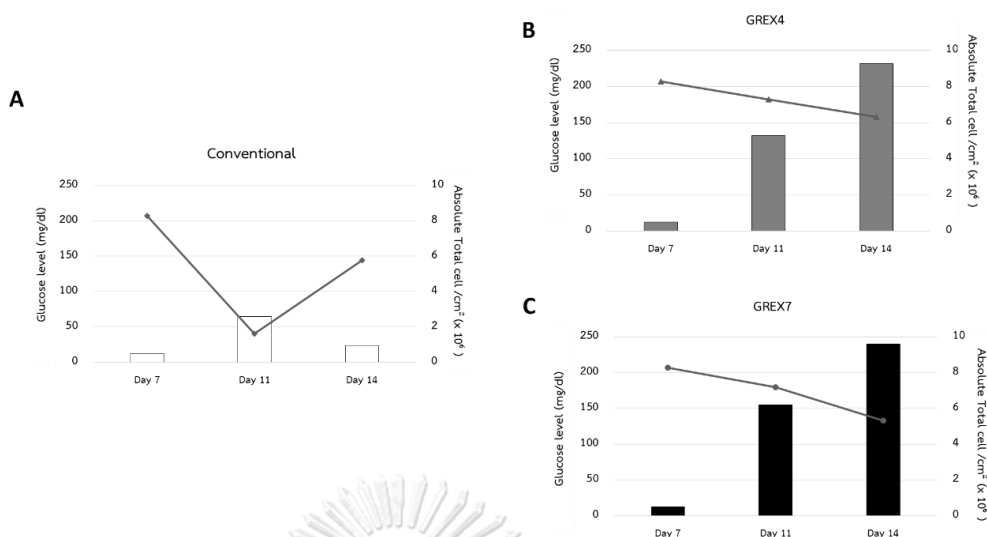 A
Conventional
Glucose level (mg/dl)
250
200
150
100
50
0
10
8
6
4
2
0
Absolute Total cell /cm² (x 10⁶ )
Day 7
Day 11
Day 14
B
GREX4
Glucose level (mg/dl)
250
200
150
100
50
0
10
8
6
4
2
0
Absolute Total cell /cm² (x 10⁶)
Day 7
Day 11
Day 14
C
GREX7
Glucose level (mg/dl)
250
200
150
100
50
0
10
8
6
4
2
0
Absolute Total cell /cm² (x 10⁶)
Day 7
Day 11
Day 14